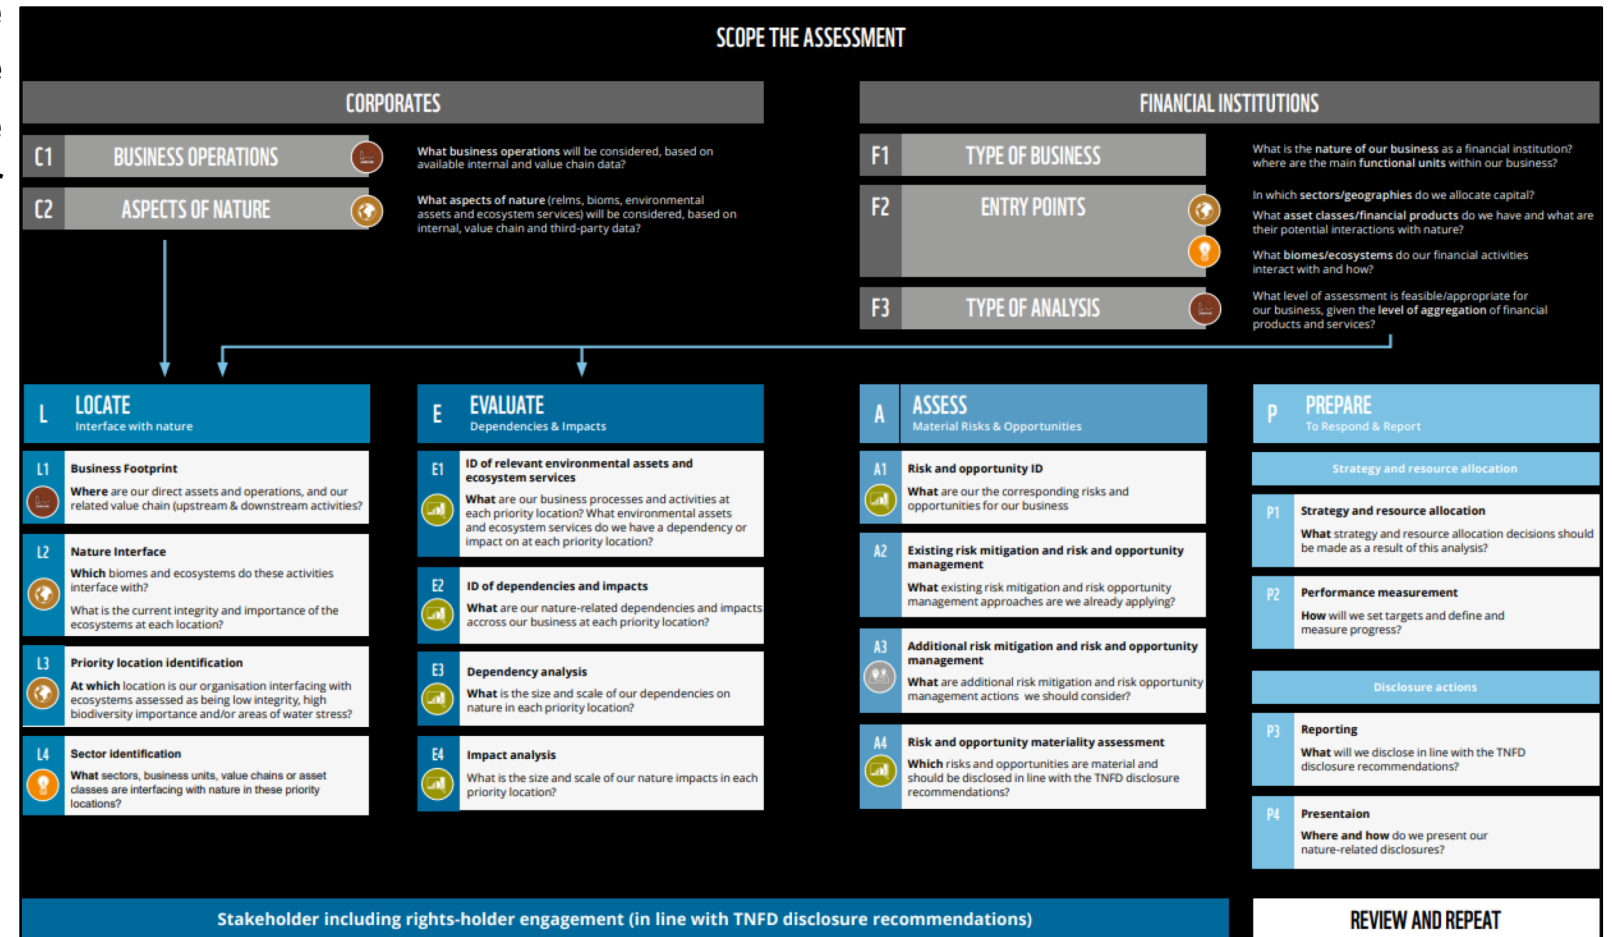 SCOPE THE ASSESSMENT
CORPORATES
C1
BUSINESS OPERATIONS
What business operations will be considered, based on
available internal and value chain data?
C2
ASPECTS OF NATURE
What aspects of nature (relms, bioms, environmental
assets and ecosystem services) will be considered, based on
internal, value chain and third-party data?
FINANCIAL INSTITUTIONS
F1
TYPE OF BUSINESS
What is the nature of our business as a financial institution?
where are the main functional units within our business?
F2
ENTRY POINTS
In which sectors/geographies do we allocate capital?
What asset classes/financial products do we have and what are
their potential interactions with nature?
What biomes/ecosystems do our financial activities
interact with and how?
F3
TYPE OF ANALYSIS
What level of assessment is feasible/appropriate for
our business, given the level of aggregation of financial
products and services?
L
LOCATE
Interface with nature
L1
Business Footprint
Where are our direct assets and operations, and our
related value chain (upstream & downstream activities?
L2
Nature Interface
Which biomes and ecosystems do these activities
interface with?
What is the current integrity and importance of the
ecosystems at each location?
L3
Priority location identification
At which location is our organisation interfacing with
ecosystems assessed as being low integrity, high
biodiversity importance and/or areas of water stress?
L4
Sector identification
What sectors, business units, value chains or asset
classes are interfacing with nature in these priority
locations?
E
EVALUATE
Dependencies & Impacts
E1
ID of relevant environmental assets and
ecosystem services
What are our business processes and activities at
each priority location? What environmental assets
and ecosystem services do we have a dependency or
impact on at each priority location?
E2
ID of dependencies and impacts
What are our nature-related dependencies and impacts
accross our business at each priority location?
E3
Dependency analysis
What is the size and scale of our dependencies on
nature in each priority location?
E4
Impact analysis
What is the size and scale of our nature impacts in each
priority location?
A
ASSESS
Material Risks & Opportunities
A1
Risk and opportunity ID
What are our the corresponding risks and
opportunities for our business
A2
Existing risk mitigation and risk and opportunity
management
What existing risk mitigation and risk opportunity
management approaches are we already applying?
A3
Additional risk mitigation and risk and opportunity
management
What are additional risk mitigation and risk opportunity
management actions we should consider?
A4
Risk and opportunity materiality assessment
Which risks and opportunities are material and
should be disclosed in line with the TNFD disclosure
recommendations?
P
PREPARE
To Respond & Report
Strategy and resource allocation
P1
Strategy and resource allocation
What strategy and resource allocation decisions should
be made as a result of this analysis?
P2
Performance measurement
How will we set targets and define and
measure progress?
Disclosure actions
P3
Reporting
What will we disclose in line with the TNFD
disclosure recommendations?
P4
Presentaion
Where and how do we present our
nature-related disclosures?
Stakeholder including rights-holder engagement (in line with TNFD disclosure recommendations)
REVIEW AND REPEAT